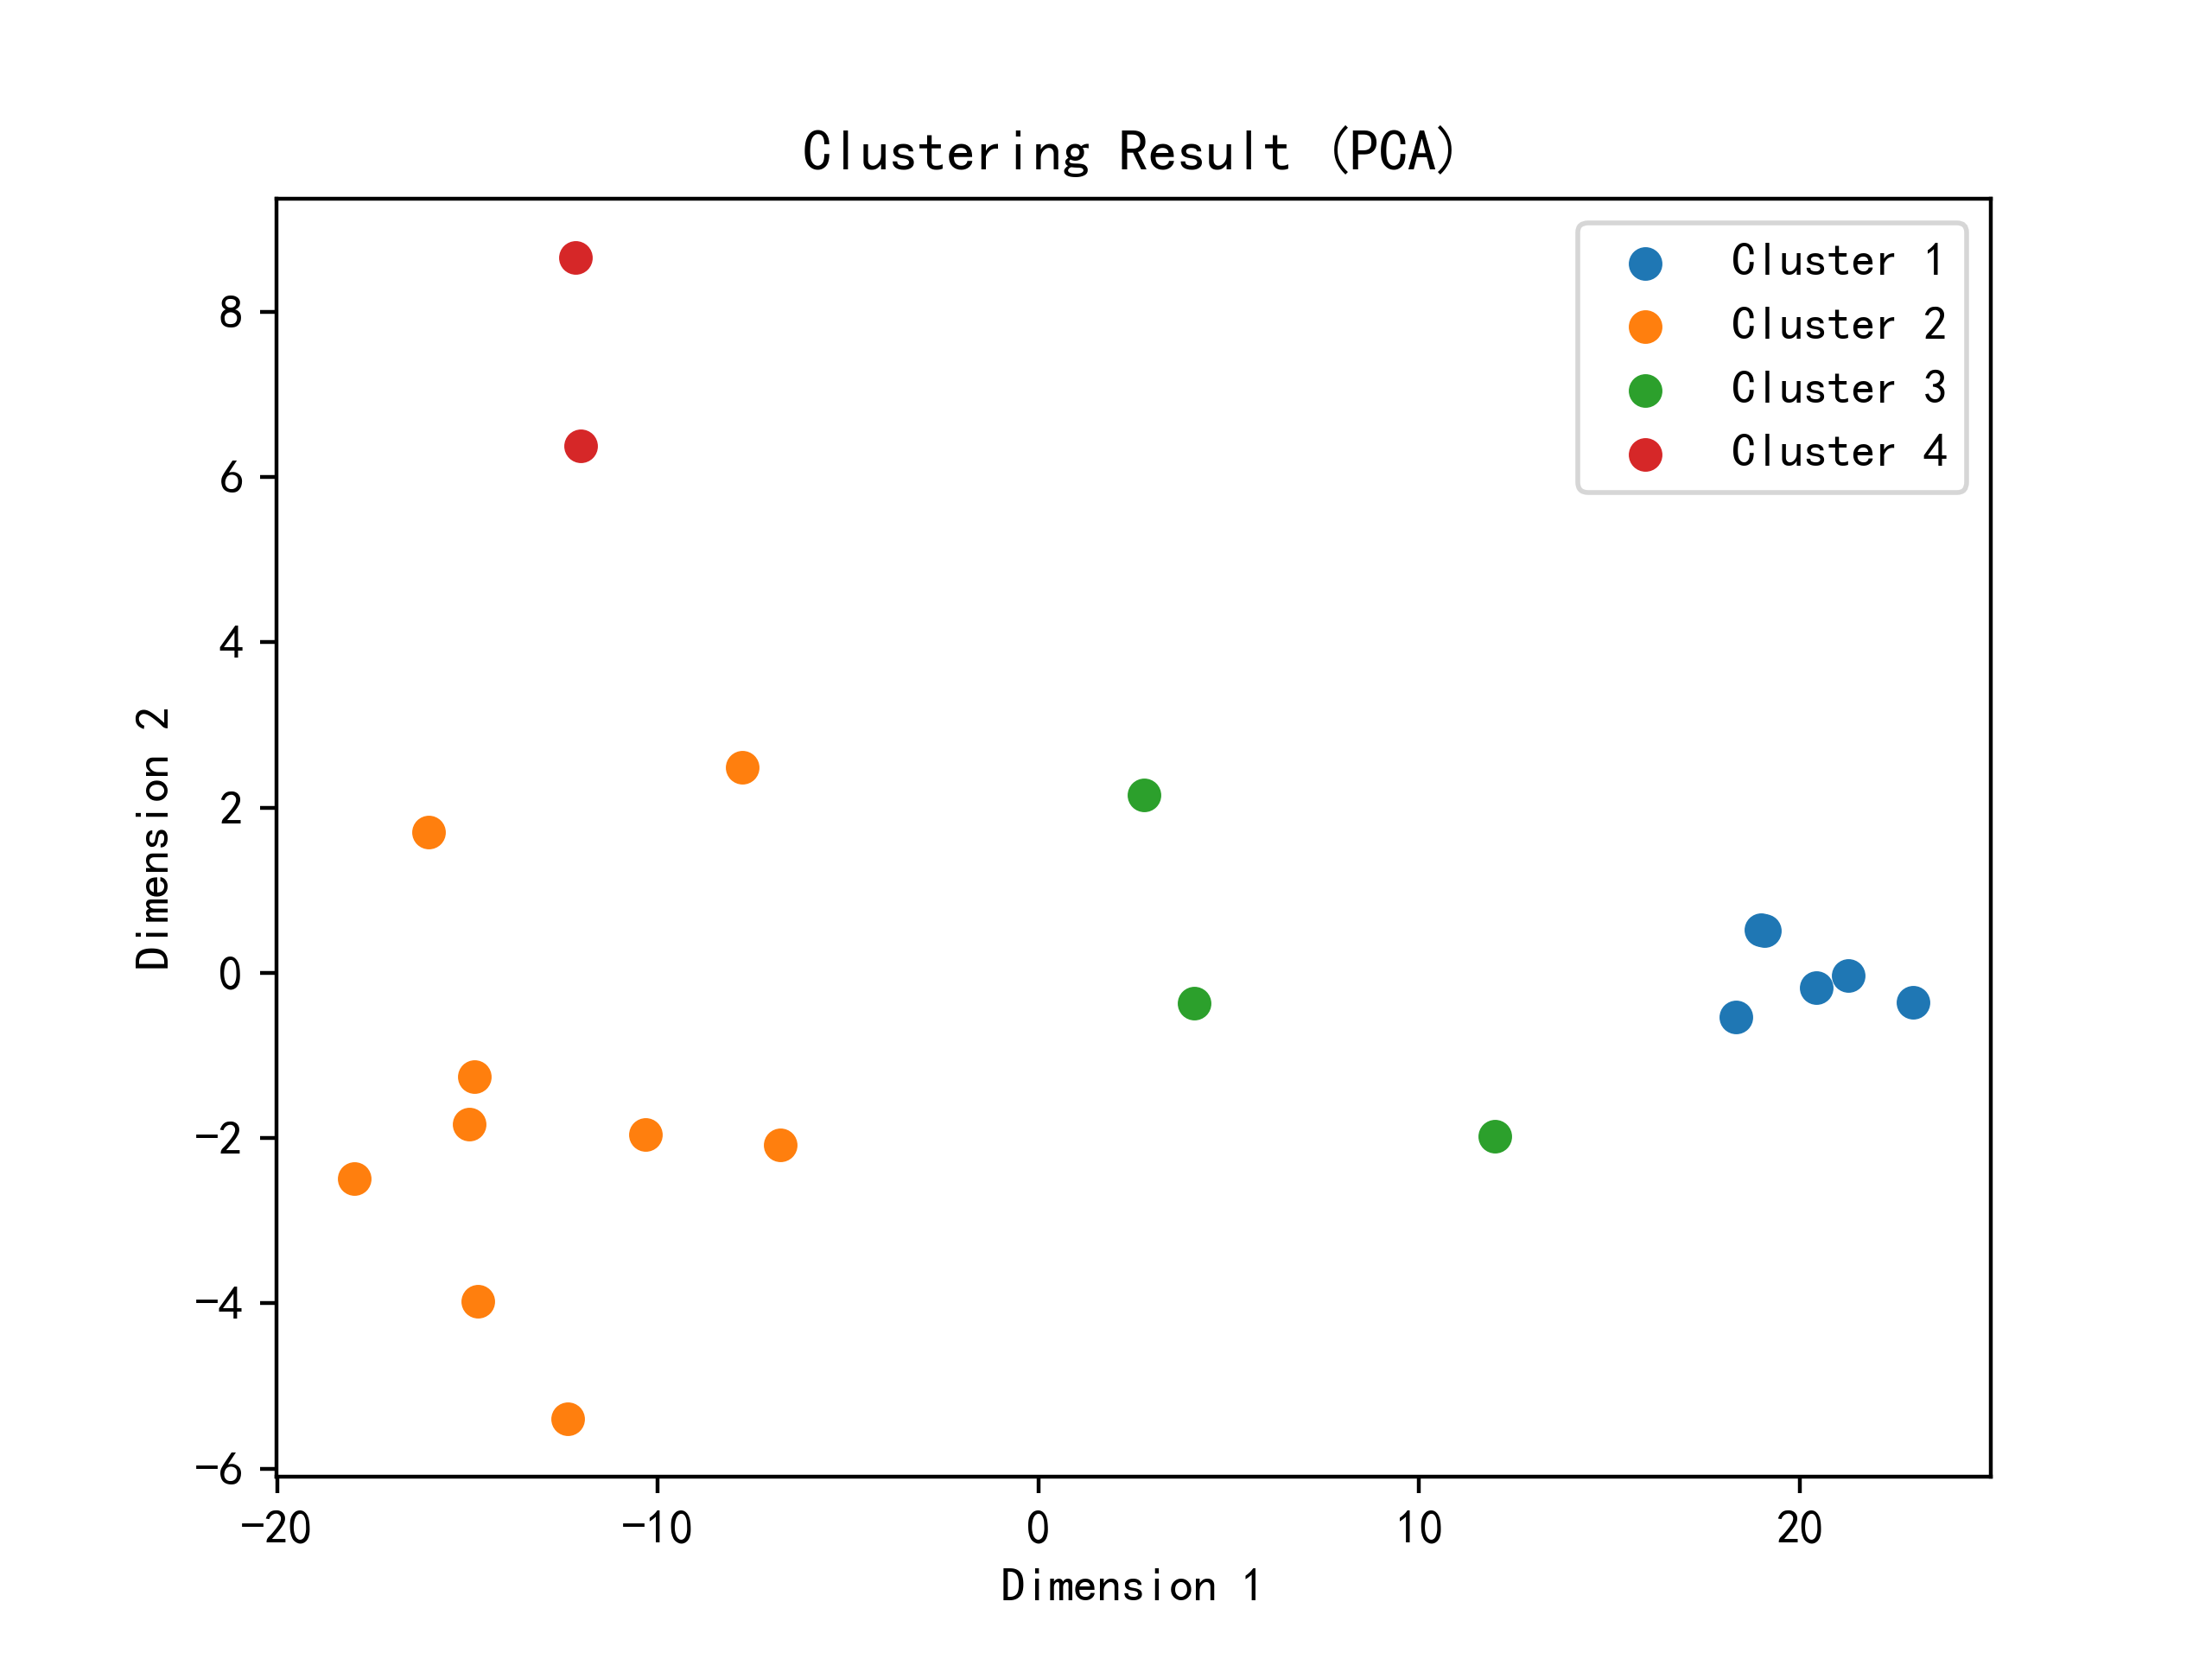 Clustering Result (PCA)
Cluster 1
Cluster 2
Cluster 3
Cluster 4
Dimension 2
8
6
4
2
0
−2
−4
−6
−20
−10
0
10
20
Dimension 1